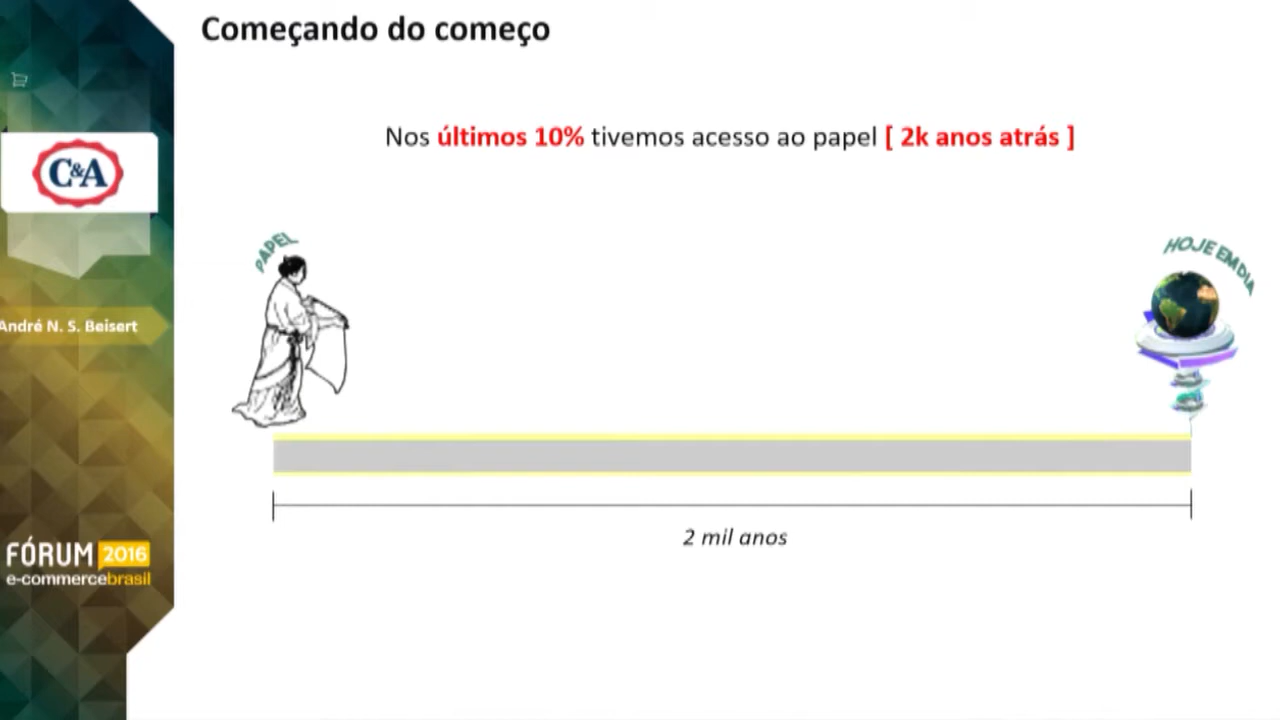 Começando do começo
Nos últimos 10% tivemos acesso ao papel [ 2k anos atrás ]
C&A
PAPEL
HOJE EM DIA
André N. S. Beisert
2 mil anos
FÓRUM 2016
e-commercebrasil